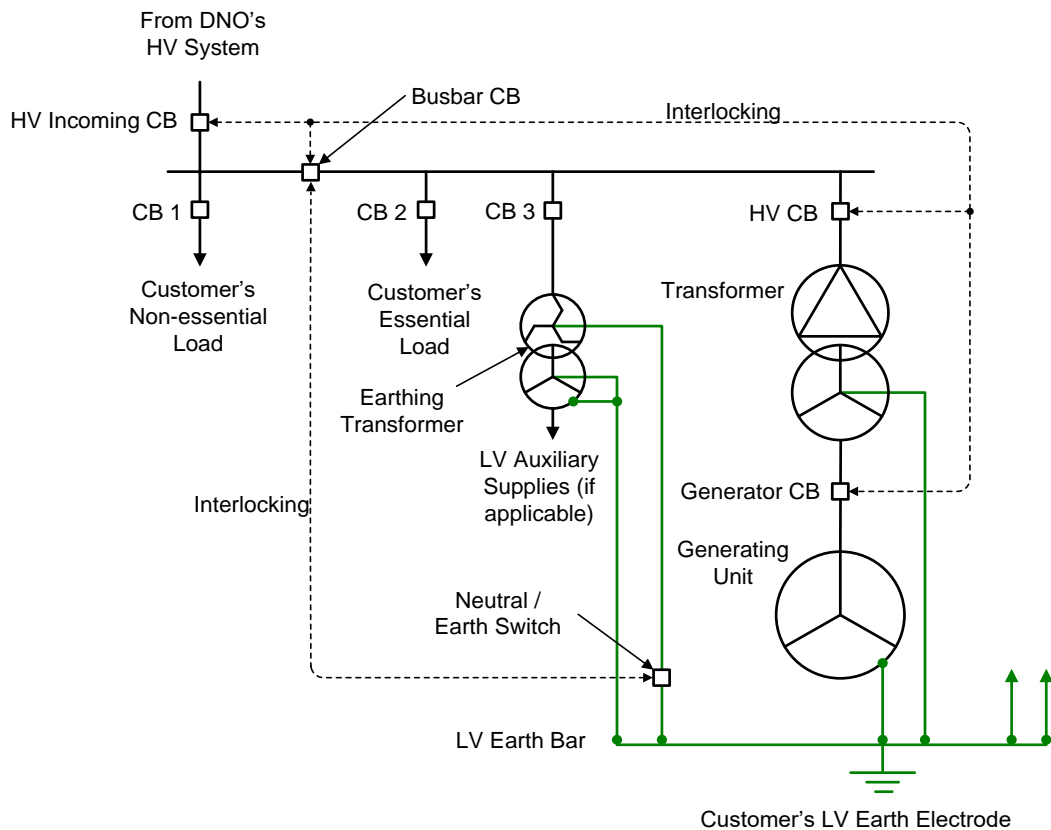 From DNO's
HV System
Busbar CB
HV Incoming CB
Interlocking
CB 1
CB 2
CB 3
HV CB
Customer's
Non-essential
Load
Customer's
Essential
Load
Transformer
Earthing
Transformer
LV Auxiliary
Supplies (if
applicable)
Interlocking
Generator CB
Generating
Unit
Neutral /
Earth Switch
LV Earth Bar
Customer's LV Earth Electrode